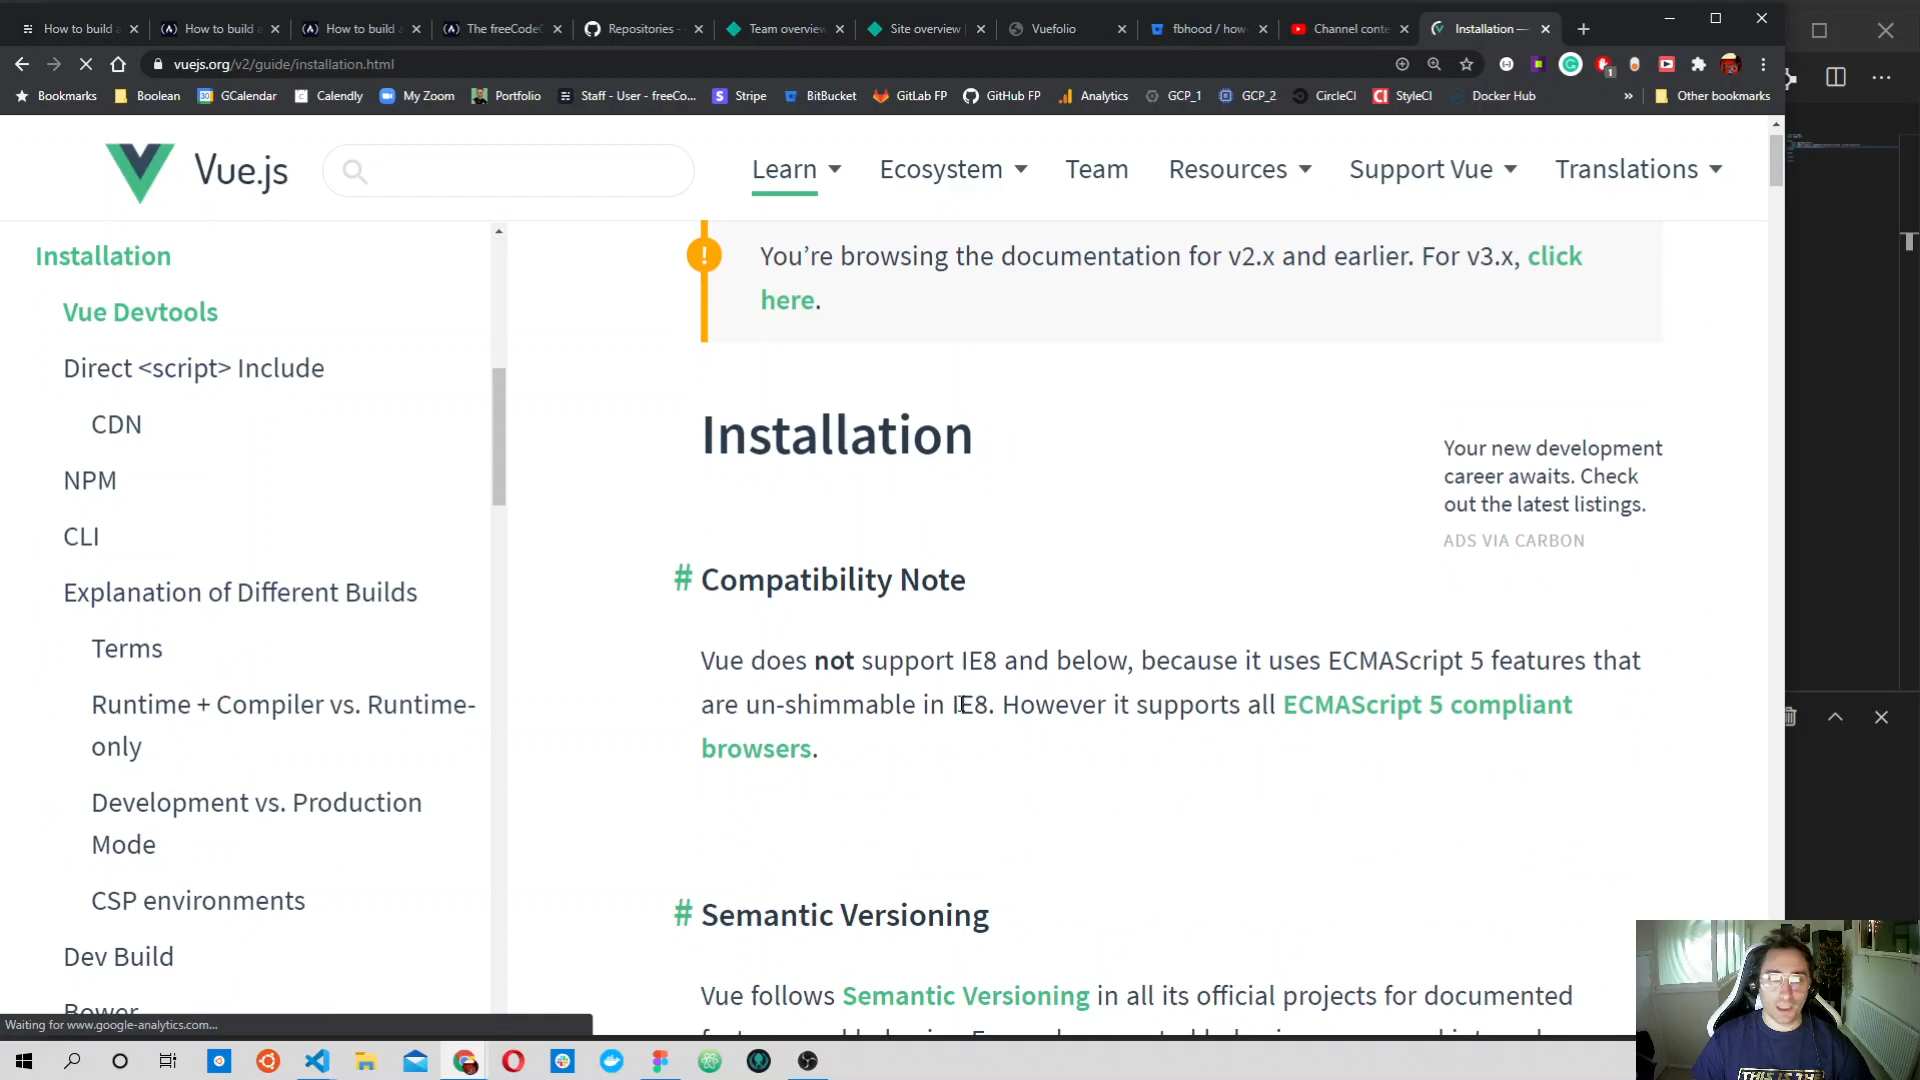 How to build a
How to build a
How to build a
The freeCodeC
Repositories -
Team overview
Site overview |
Vuefolio
fbhood / how-
Channel conte
Installation —
vuejs.org/v2/guide/installation.html
1
Bookmarks
Boolean
GCalendar
Calendly
My Zoom
Portfolio
Staff - User - freeCo...
Stripe
BitBucket
GitLab FP
GitHub FP
Analytics
GCP_1
GCP_2
CircleCI
StyleCI
Docker Hub
»
Other bookmarks
Vue.js
Learn
Ecosystem
Team
Resources
Support Vue
Translations
Installation
Vue Devtools
Direct <script> Include
CDN
NPM
CLI
Explanation of Different Builds
Terms
Runtime + Compiler vs. Runtime-
only
Development vs. Production
Mode
CSP environments
Dev Build
Bower
You’re browsing the documentation for v2.x and earlier. For v3.x, click
here.
Installation
Your new development
career awaits. Check
out the latest listings.
ADS VIA CARBON
# Compatibility Note
Vue does not support IE8 and below, because it uses ECMAScript 5 features that
are un-shimmable in IE8. However it supports all ECMAScript 5 compliant
browsers.
# Semantic Versioning
Vue follows Semantic Versioning in all its official projects for documented
Waiting for www.google-analytics.com...
THIS IS THE